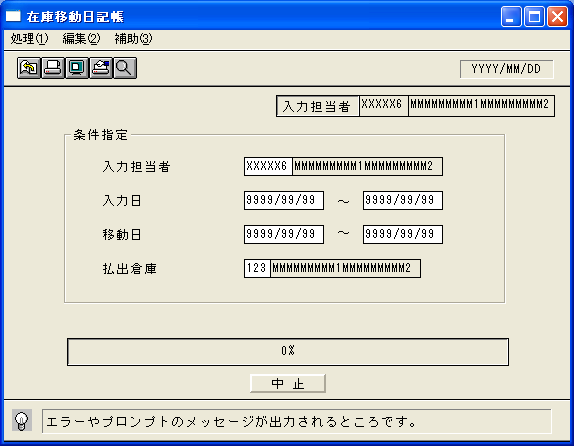 在庫移動日記帳
処理(1) 編集(2) 補助(3)
YYYY/MM/DD
入力担当者 XXXXX6 MMMMMMMMM1MMMMMMMMM2
条件指定
入力担当者 XXXXX6 MMMMMMMMM1MMMMMMMMM2
入力日 9999/99/99 ～ 9999/99/99
移動日 9999/99/99 ～ 9999/99/99
払出倉庫 123 MMMMMMMMM1MMMMMMMMM2
0%
中 止
エラーやプロンプトのメッセージが出力されるところです。